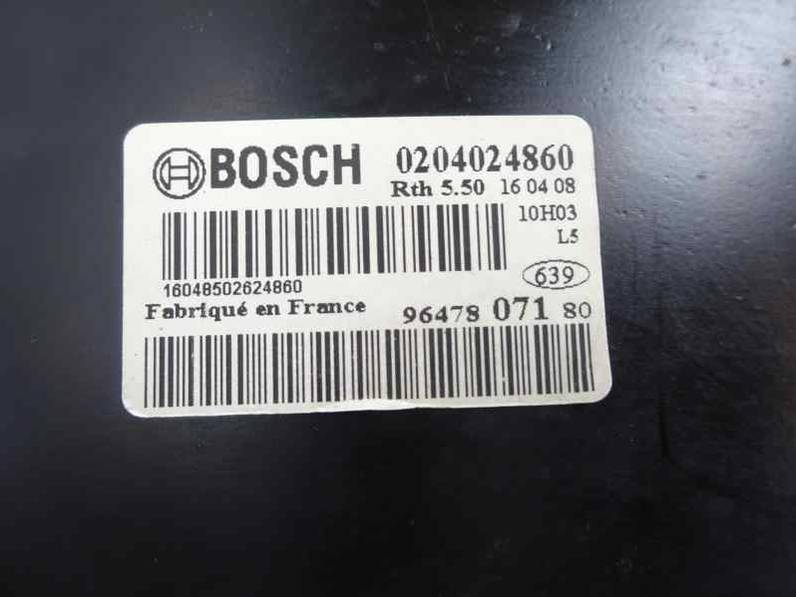 BOSCH 0204024860
Rth 5.50 16 04 08
10H03
L5
16048502624860
639
Fabriqué en France
96478 071 80